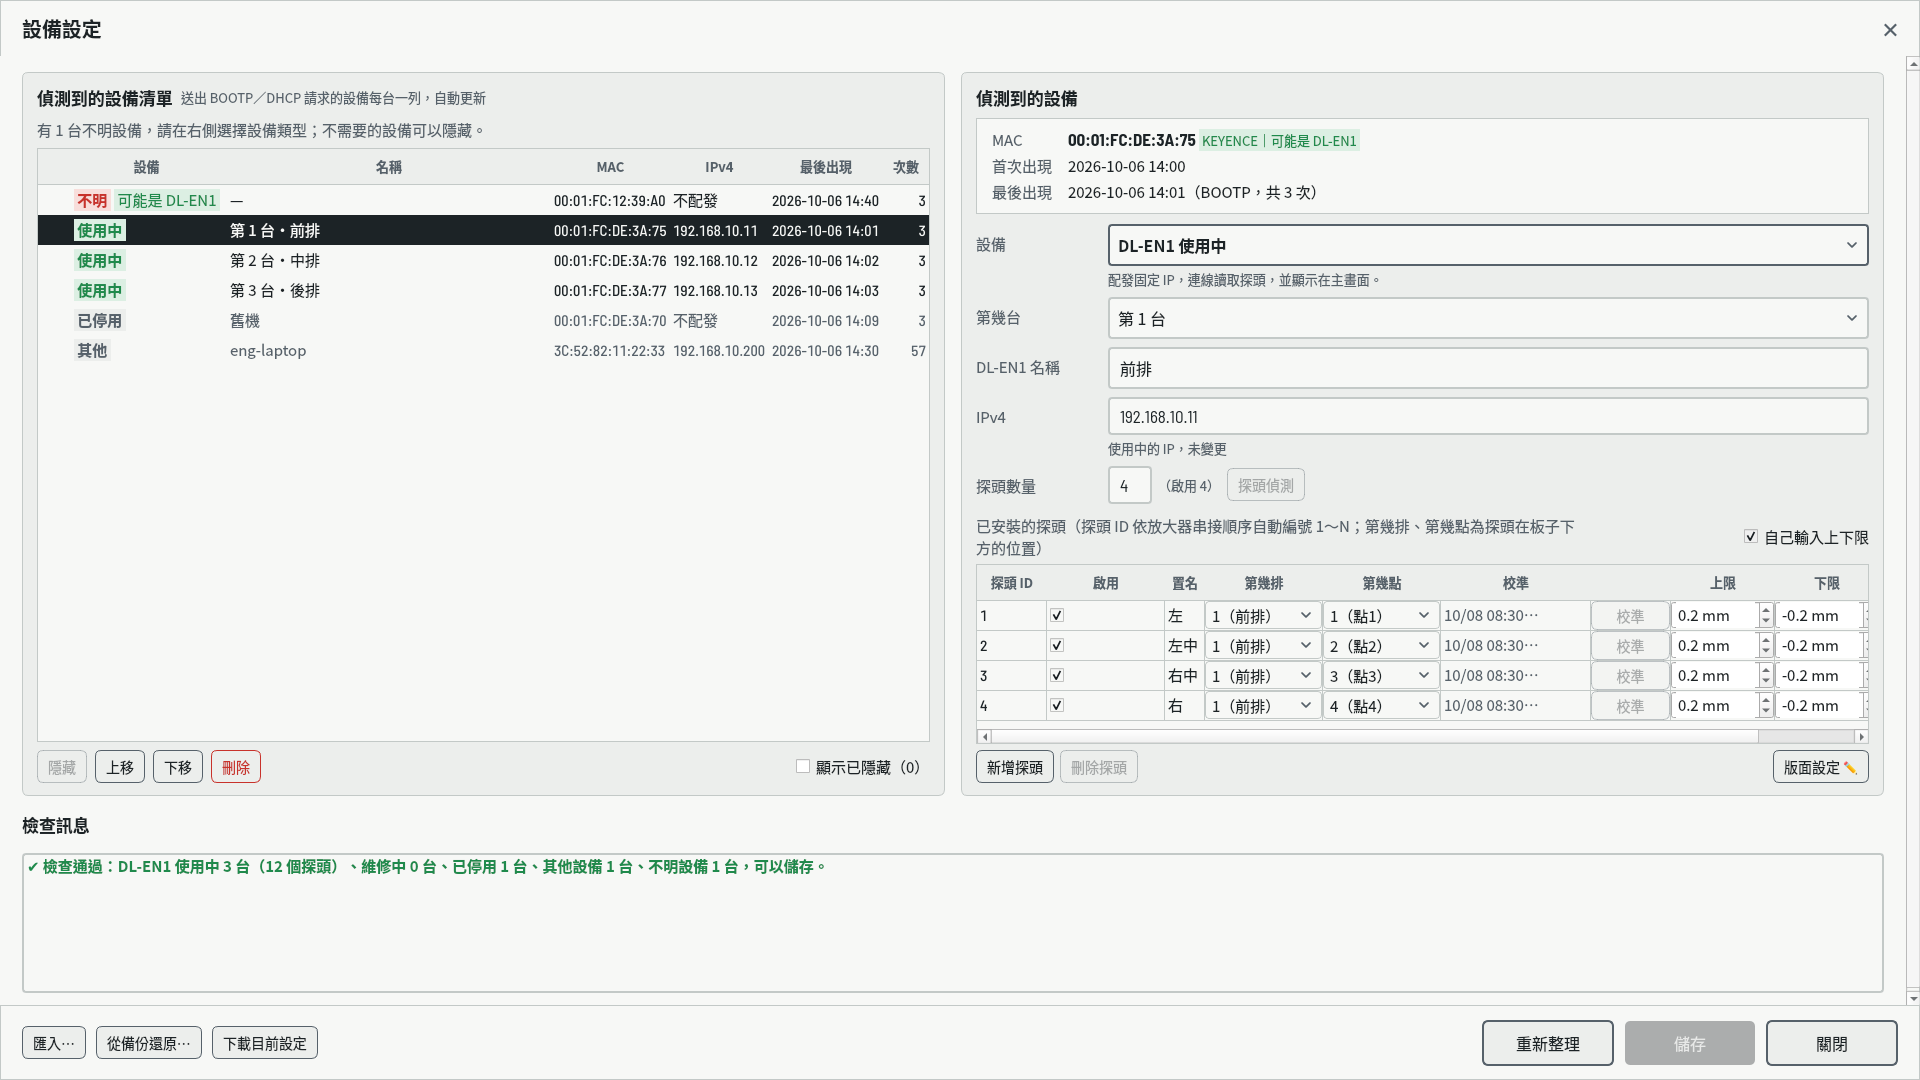 設備設定
偵測到的設備清單 送出 BOOTP／DHCP 請求的設備每台一列，自動更新
有 1 台不明設備，請在右側選擇設備類型；不需要的設備可以隱藏。
設備 名稱 MAC IPv4 最後出現 次數
不明 可能是 DL-EN1 — 00:01:FC:12:39:A0 不配發 2026-10-06 14:40 3
使用中 第 1 台・前排 00:01:FC:DE:3A:75 192.168.10.11 2026-10-06 14:01 3
使用中 第 2 台・中排 00:01:FC:DE:3A:76 192.168.10.12 2026-10-06 14:02 3
使用中 第 3 台・後排 00:01:FC:DE:3A:77 192.168.10.13 2026-10-06 14:03 3
已停用 舊機 00:01:FC:DE:3A:70 不配發 2026-10-06 14:09 3
其他 eng-laptop 3C:52:82:11:22:33 192.168.10.200 2026-10-06 14:30 57
隱藏 上移 下移 刪除 顯示已隱藏（0）
偵測到的設備
MAC 00:01:FC:DE:3A:75 KEYENCE｜可能是 DL-EN1
首次出現 2026-10-06 14:00
最後出現 2026-10-06 14:01（BOOTP，共 3 次）
設備 DL-EN1 使用中
配發固定 IP，連線讀取探頭，並顯示在主畫面。
第幾台 第 1 台
DL-EN1 名稱 前排
IPv4 192.168.10.11
使用中的 IP，未變更
探頭數量 4 （啟用 4） 探頭偵測
已安裝的探頭（探頭 ID 依放大器串接順序自動編號 1～N；第幾排、第幾點為探頭在板子下
方的位置）
自己輸入上下限
探頭 ID 啟用 置名 第幾排 第幾點 校準 上限 下限
1 左 1（前排） 1（點1） 10/08 08:30… 校準 0.2 mm -0.2 mm
2 左中 1（前排） 2（點2） 10/08 08:30… 校準 0.2 mm -0.2 mm
3 右中 1（前排） 3（點3） 10/08 08:30… 校準 0.2 mm -0.2 mm
4 右 1（前排） 4（點4） 10/08 08:30… 校準 0.2 mm -0.2 mm
新增探頭 刪除探頭 版面設定 ✏️
檢查訊息
✔ 檢查通過：DL-EN1 使用中 3 台（12 個探頭）、維修中 0 台、已停用 1 台、其他設備 1 台、不明設備 1 台，可以儲存。
匯入… 從備份還原… 下載目前設定 重新整理 儲存 關閉